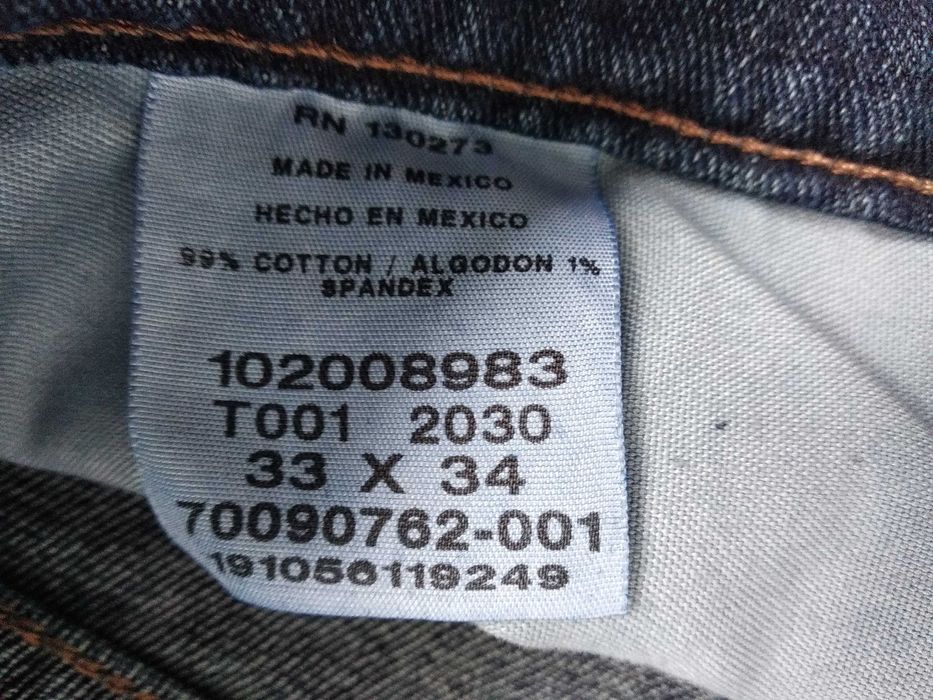 RN 130273
MADE IN MEXICO
HECHO EN MEXICO
99% COTTON / ALGODON 1%
SPANDEX
102008983
T001 2030
33 X 34
70090762-001
191056119249